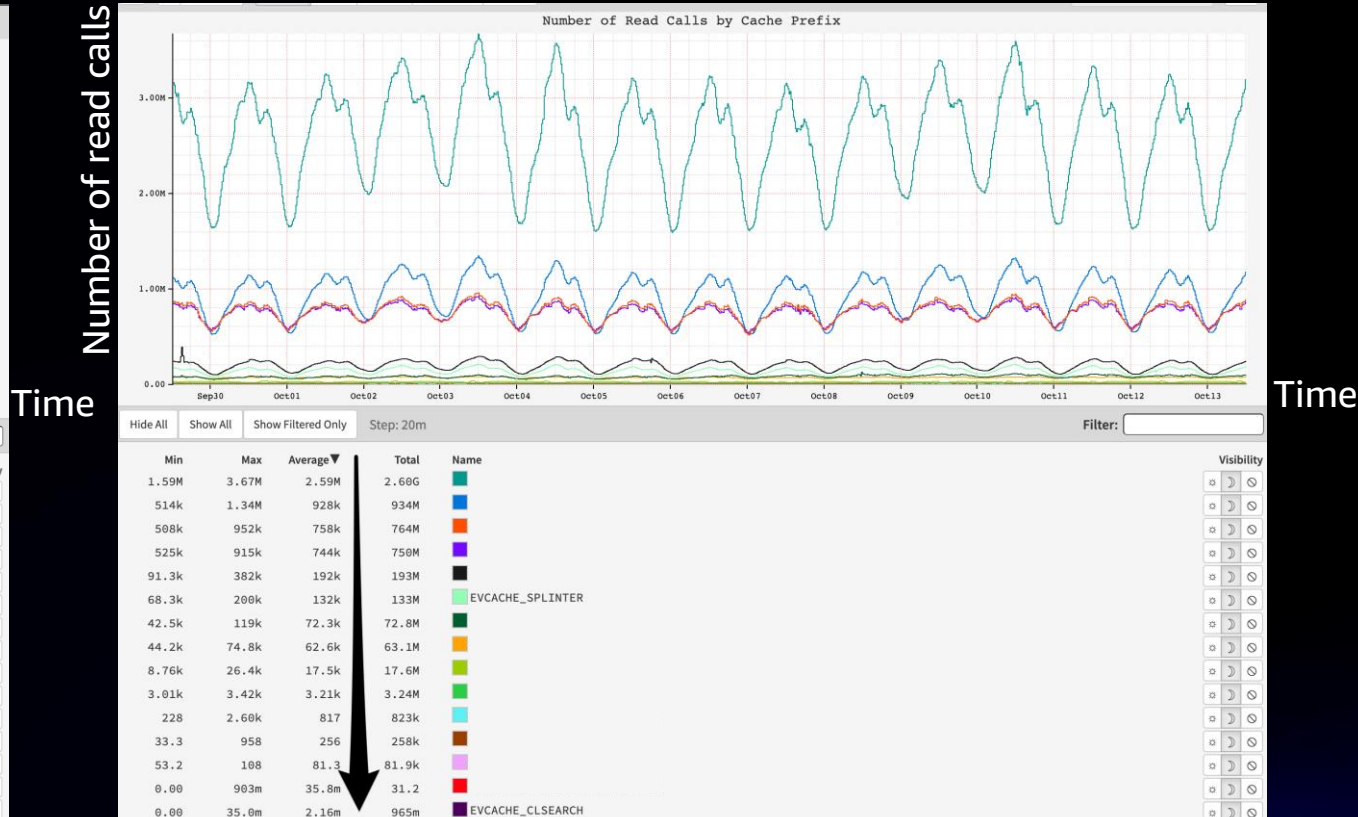 Number of Read Calls by Cache Prefix
Number of read calls
3.00M
2.00M
1.00M
0.00
Sep30 Oct01 Oct02 Oct03 Oct04 Oct05 Oct06 Oct07 Oct08 Oct09 Oct10 Oct11 Oct12 Oct13
Time
Time
Hide All Show All Show Filtered Only Step: 20m Filter:
Min Max Average▼ Total Name Visibility
1.59M 3.67M 2.59M 2.60G
514k 1.34M 928k 934M
508k 952k 758k 764M
525k 915k 744k 750M
91.3k 382k 192k 193M
68.3k 200k 132k 133M EVCACHE_SPLINTER
42.5k 119k 72.3k 72.8M
44.2k 74.8k 62.6k 63.1M
8.76k 26.4k 17.5k 17.6M
3.01k 3.42k 3.21k 3.24M
228 2.60k 817 823k
33.3 958 256 258k
53.2 108 81.3 81.9k
0.00 903m 35.8m 31.2
0.00 35.0m 2.16m 965m EVCACHE_CLSEARCH